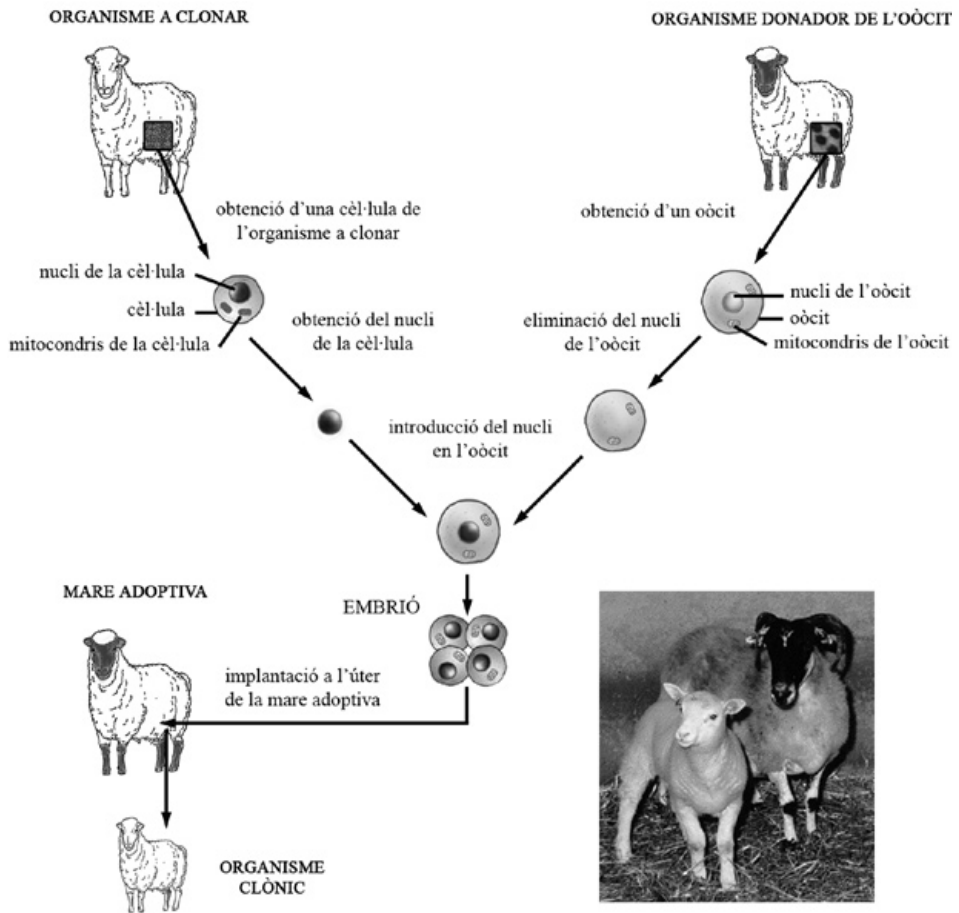 ORGANISME A CLONAR
ORGANISME DONADOR DE L'OÒCIT
obtenció d'una cèl·lula de
l'organisme a clonar
obtenció d'un oòcit
nucli de la cèl·lula
cèl·lula
mitocondris de la cèl·lula
obtenció del nucli
de la cèl·lula
eliminació del nucli
de l'oòcit
nucli de l'oòcit
oòcit
mitocondris de l'oòcit
introducció del nucli
en l'oòcit
MARE ADOPTIVA
EMBRIÓ
implantació a l'úter
de la mare adoptiva
ORGANISME
CLÒNIC